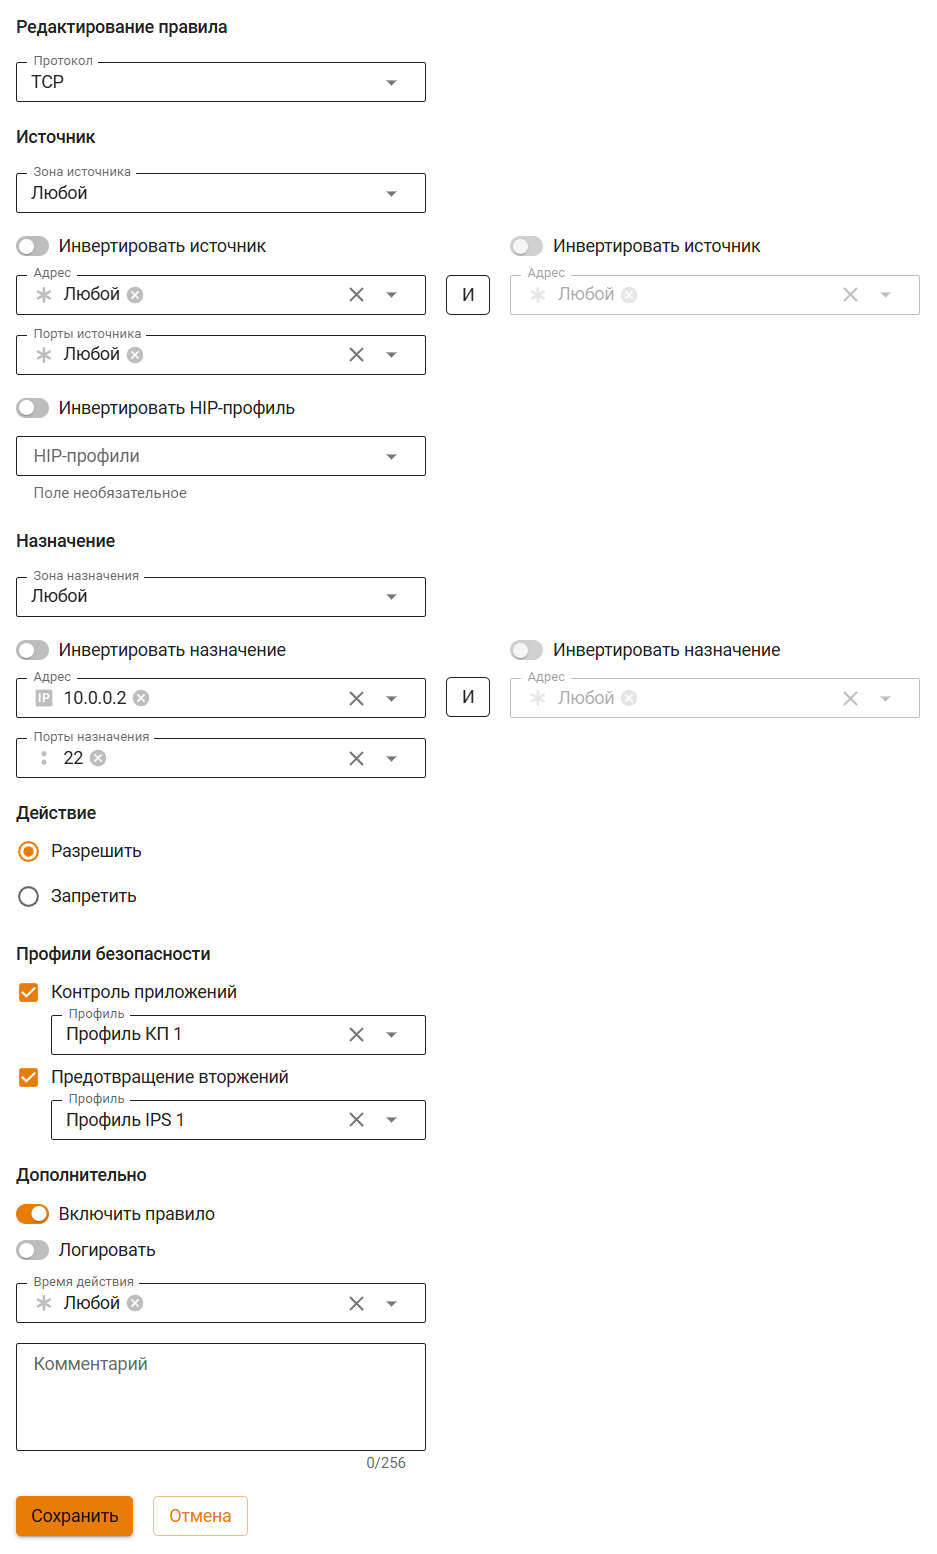 Редактирование правила
Протокол
TCP
Источник
Зона источника
Любой
Инвертировать источник
Инвертировать источник
Адрес
Любой
И
Адрес
Любой
Порты источника
Любой
Инвертировать HIP-профиль
HIP-профили
Поле необязательное
Назначение
Зона назначения
Любой
Инвертировать назначение
Инвертировать назначение
Адрес
IP 10.0.0.2
И
Адрес
Любой
Порты назначения
: 22
Действие
Разрешить
Запретить
Профили безопасности
Контроль приложений
Профиль
Профиль КП 1
Предотвращение вторжений
Профиль
Профиль IPS 1
Дополнительно
Включить правило
Логировать
Время действия
Любой
Комментарий
0/256
Сохранить
Отмена